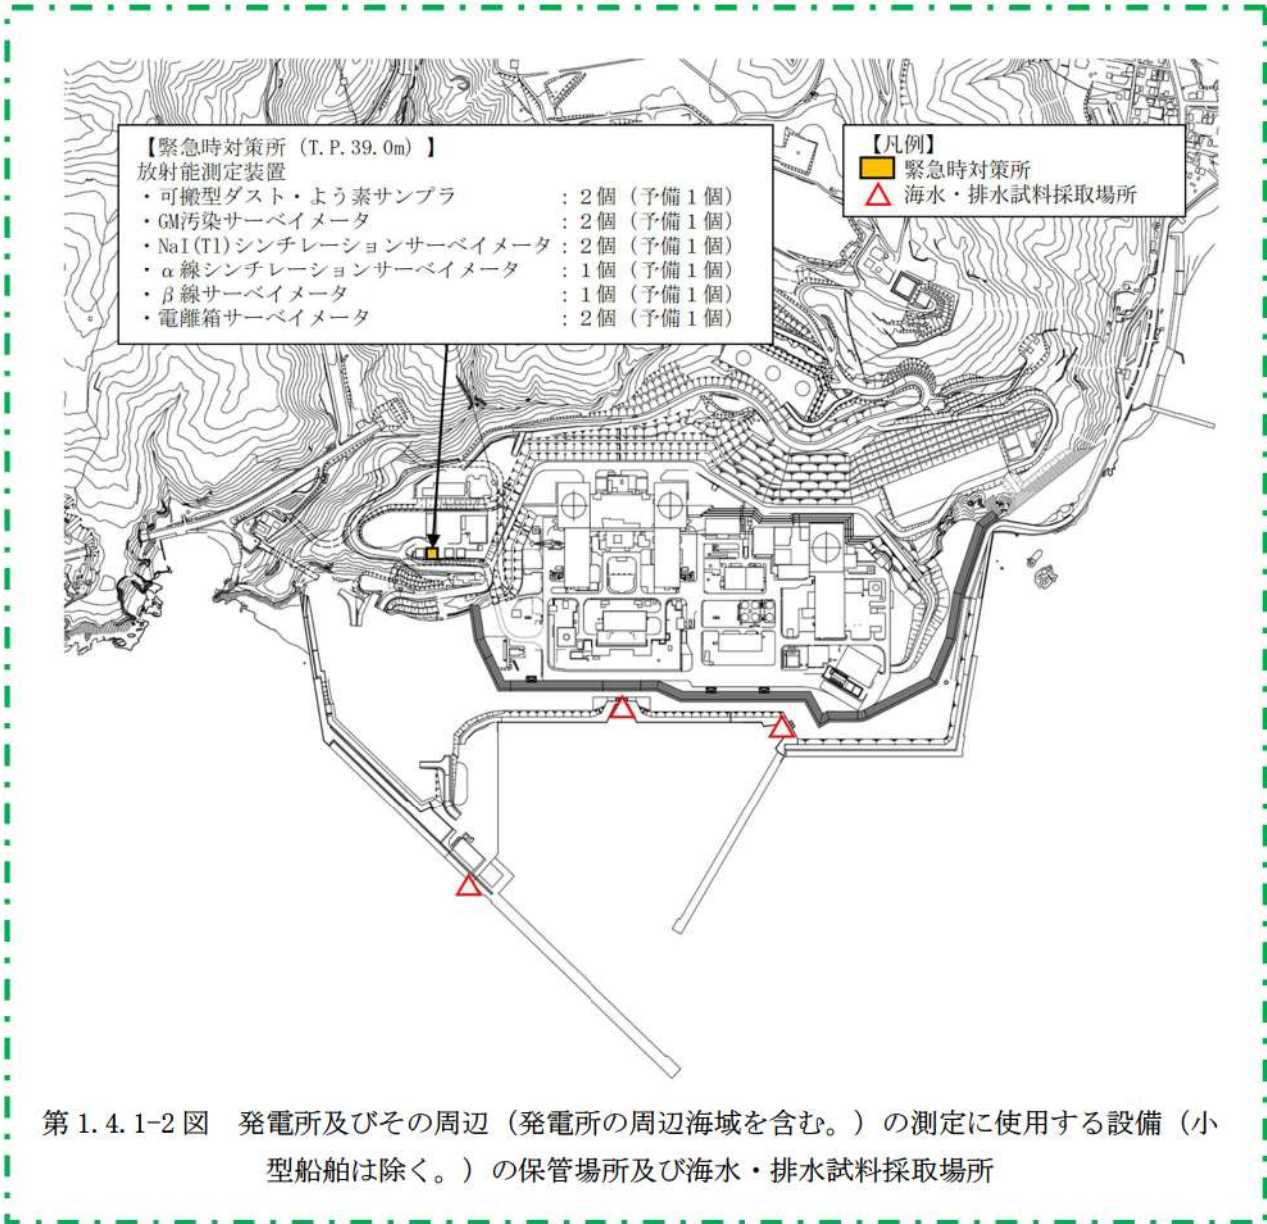 【緊急時対策所（T.P.39.0m）】
放射能測定装置
・可搬型ダスト・よう素サンプラ ：2個（予備1個）
・GM汚染サーベイメータ ：2個（予備1個）
・NaI(Tl)シンチレーションサーベイメータ：2個（予備1個）
・α線シンチレーションサーベイメータ ：1個（予備1個）
・β線サーベイメータ ：1個（予備1個）
・電離箱サーベイメータ ：2個（予備1個）
【凡例】
緊急時対策所
海水・排水試料採取場所
第1.4.1-2図 発電所及びその周辺（発電所の周辺海域を含む。）の測定に使用する設備（小
型船舶は除く。）の保管場所及び海水・排水試料採取場所